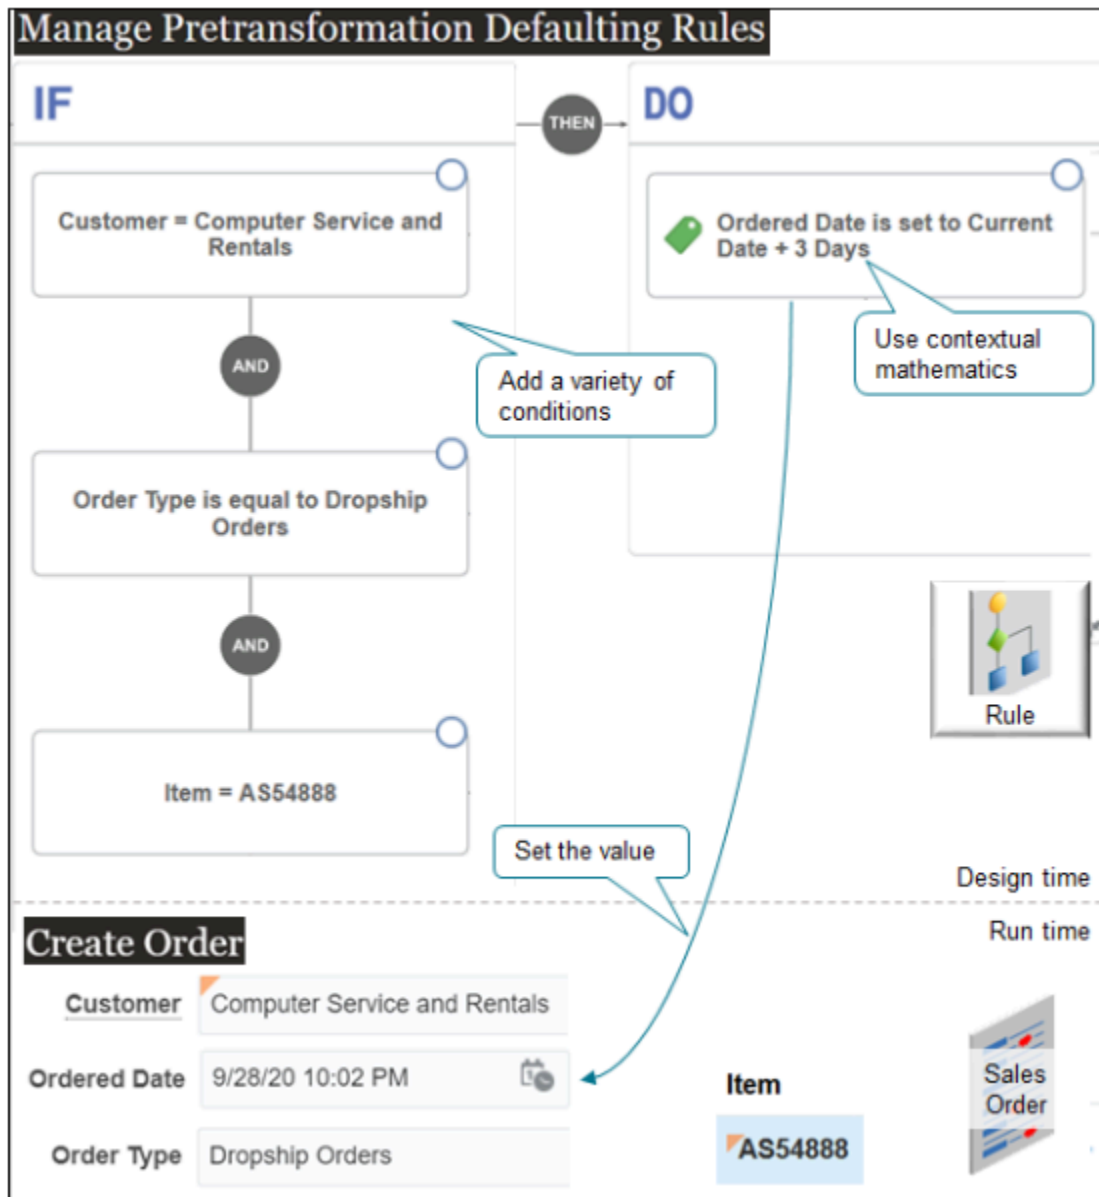 Manage Pretransformation Defaulting Rules
IF
THEN
DO
Customer = Computer Service and
Rentals
Ordered Date is set to Current
Date + 3 Days
Use contextual
mathematics
AND
Add a variety of
conditions
Order Type is equal to Dropship
Orders
AND
Rule
Item = AS54888
Set the value
Design time
Run time
Create Order
Customer
Computer Service and Rentals
Ordered Date
9/28/20 10:02 PM
Item
Sales
Order
Order Type
Dropship Orders
AS54888